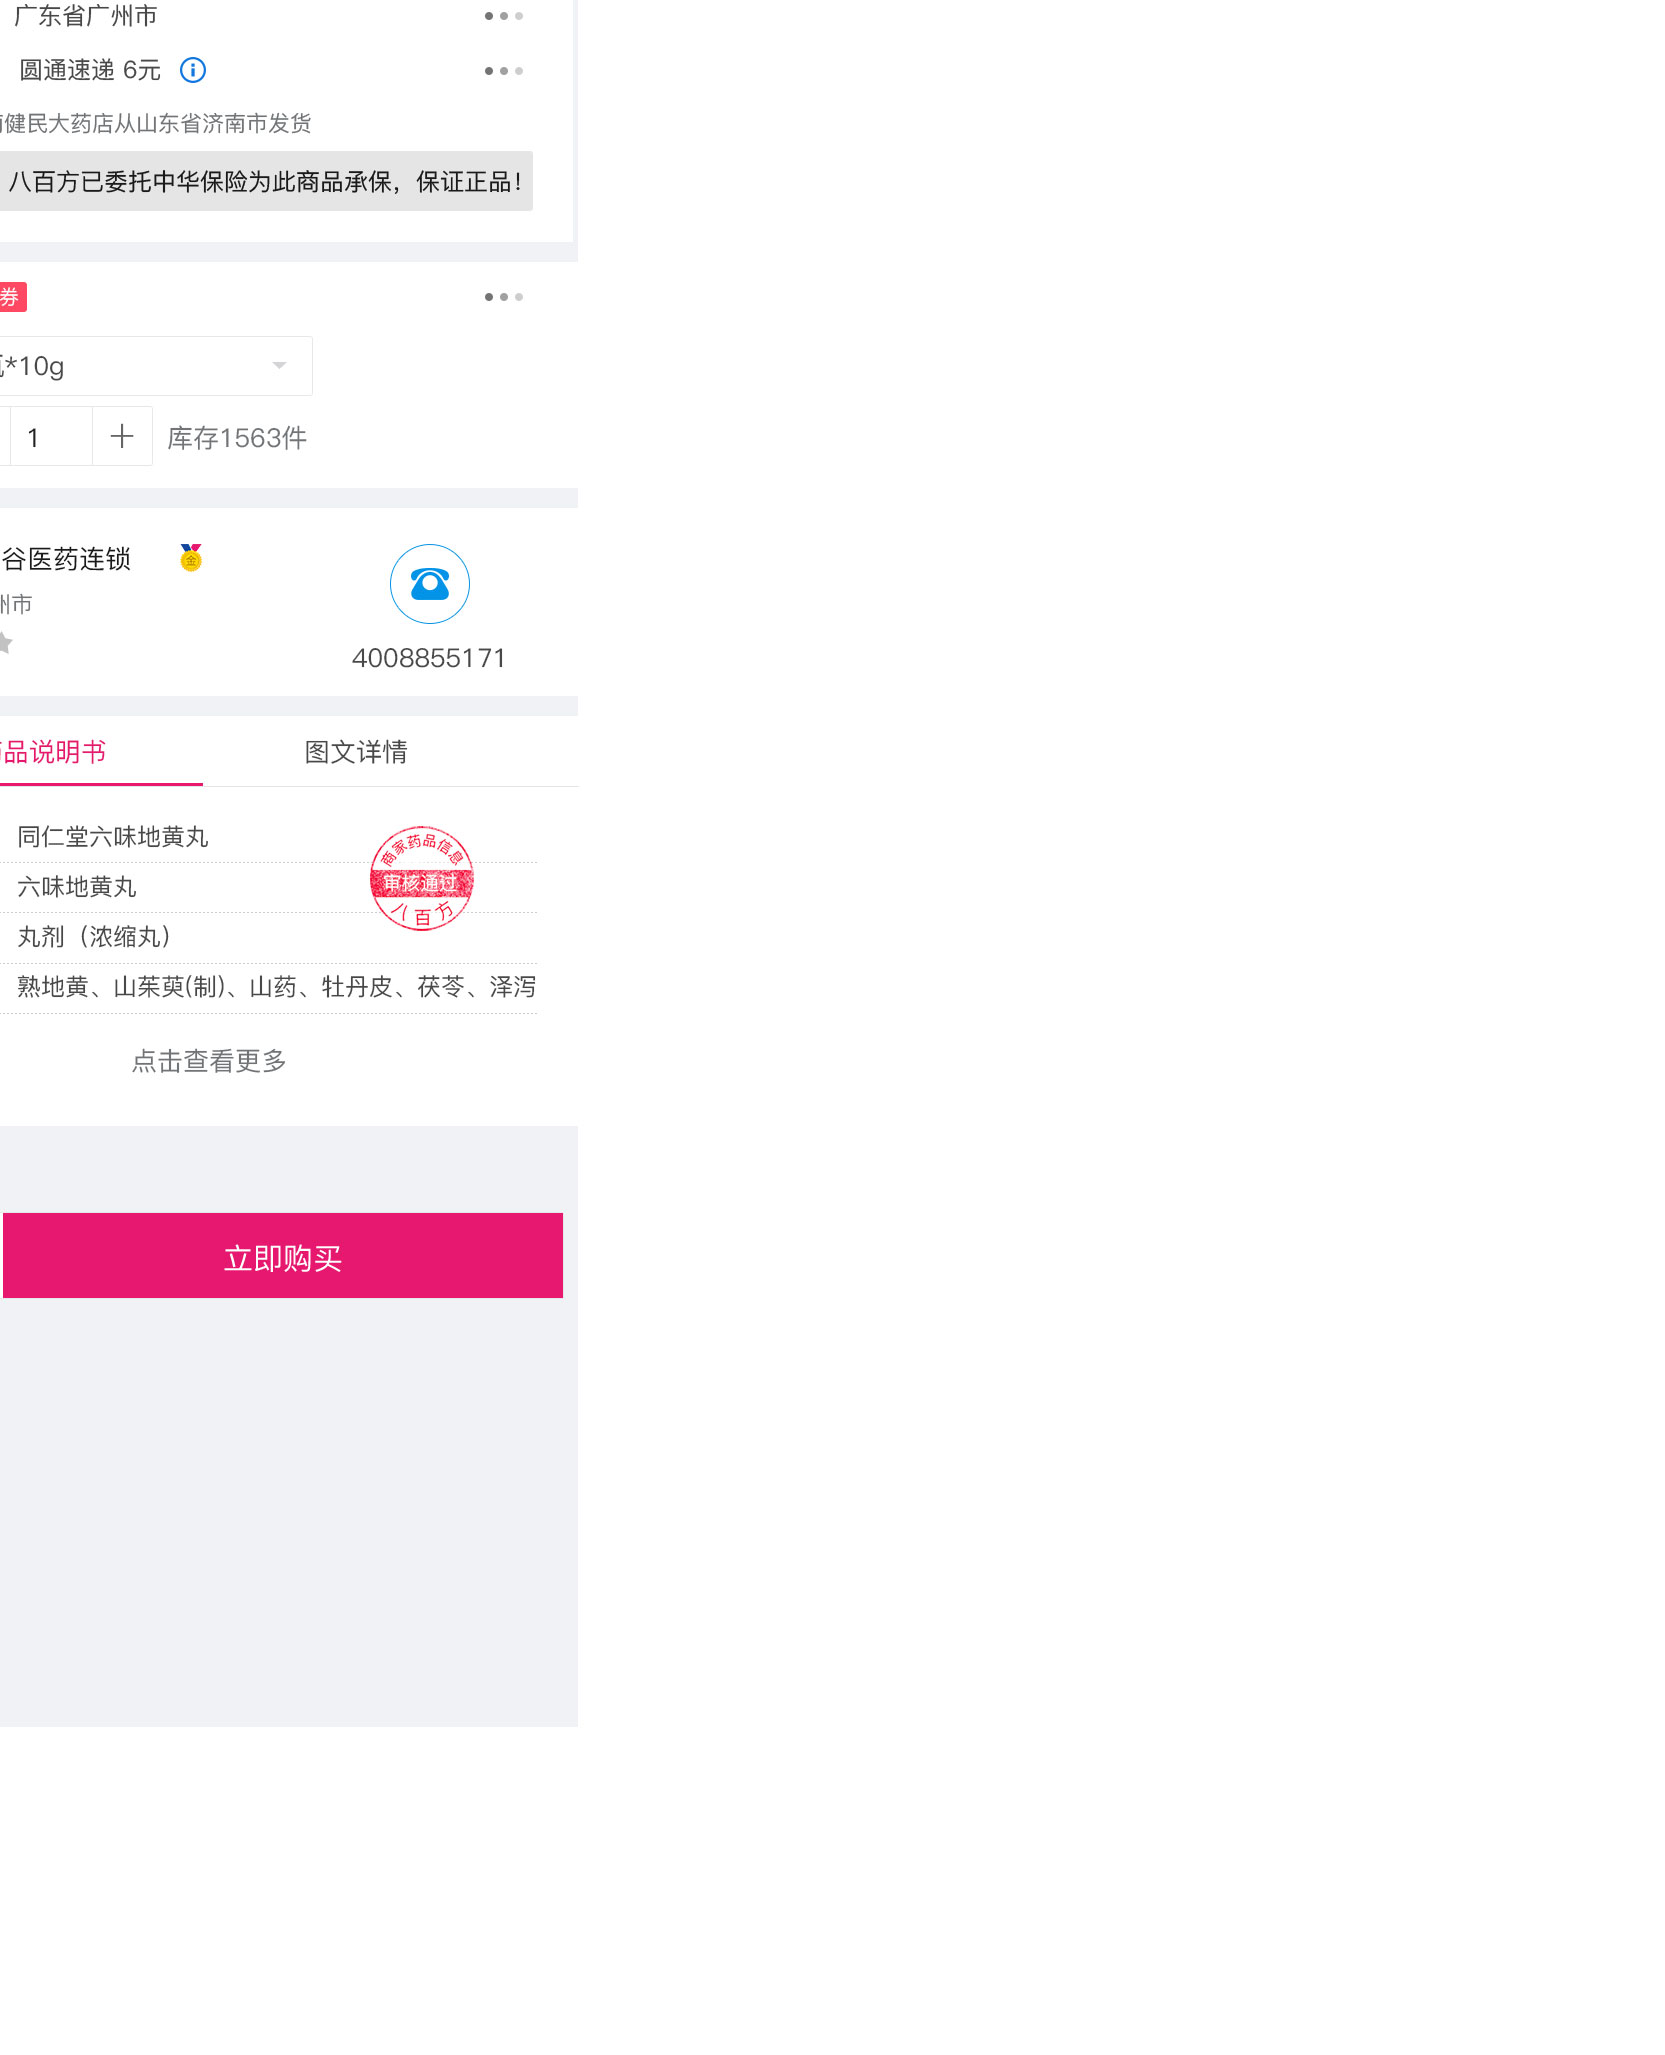 广东省广州市
圆通速递 6元
健民大药店从山东省济南市发货
八百方已委托中华保险为此商品承保，保证正品！
券
*10g
1
库存1563件
谷医药连锁
金
州市
4008855171
品说明书
图文详情
同仁堂六味地黄丸
商家药品信息
审核通过
八百方
六味地黄丸
丸剂（浓缩丸）
熟地黄、山茱萸(制)、山药、牡丹皮、茯苓、泽泻
点击查看更多
立即购买